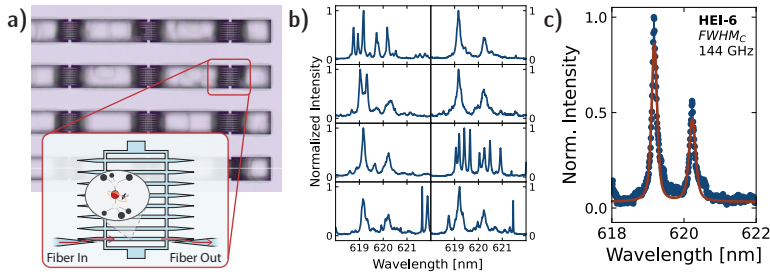 a)
Fiber In
Fiber Out
b)
Normalized Intensity
1
1
0
0
1
1
0
0
1
1
0
0
1
1
0
0
619 620 621
619 620 621
Wavelength [nm]
c)
HEI-6
FWHM_C
144 GHz
Norm. Intensity
1.0
0.5
0.0
618
620
622
Wavelength [nm]